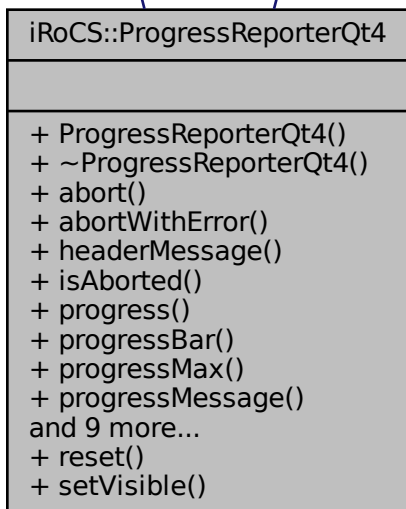 iRoCS::ProgressReporterQt4
+ ProgressReporterQt4()
+ ~ProgressReporterQt4()
+ abort()
+ abortWithError()
+ headerMessage()
+ isAborted()
+ progress()
+ progressBar()
+ progressMax()
+ progressMessage()
and 9 more...
+ reset()
+ setVisible()